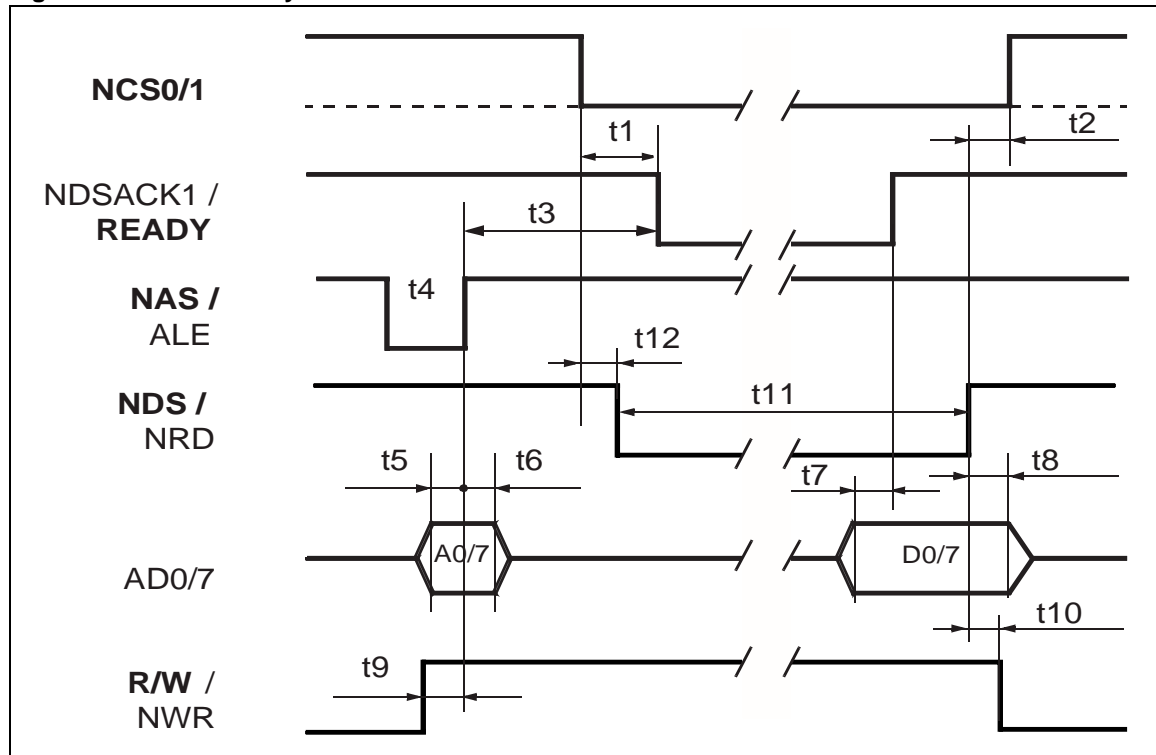 NCS0/1
t1
t2
NDSACK1 /
READY
t3
NAS /
ALE
t4
t12
NDS /
NRD
t11
t5
t6
t7
t8
AD0/7
A0/7
D0/7
t10
R/W /
NWR
t9